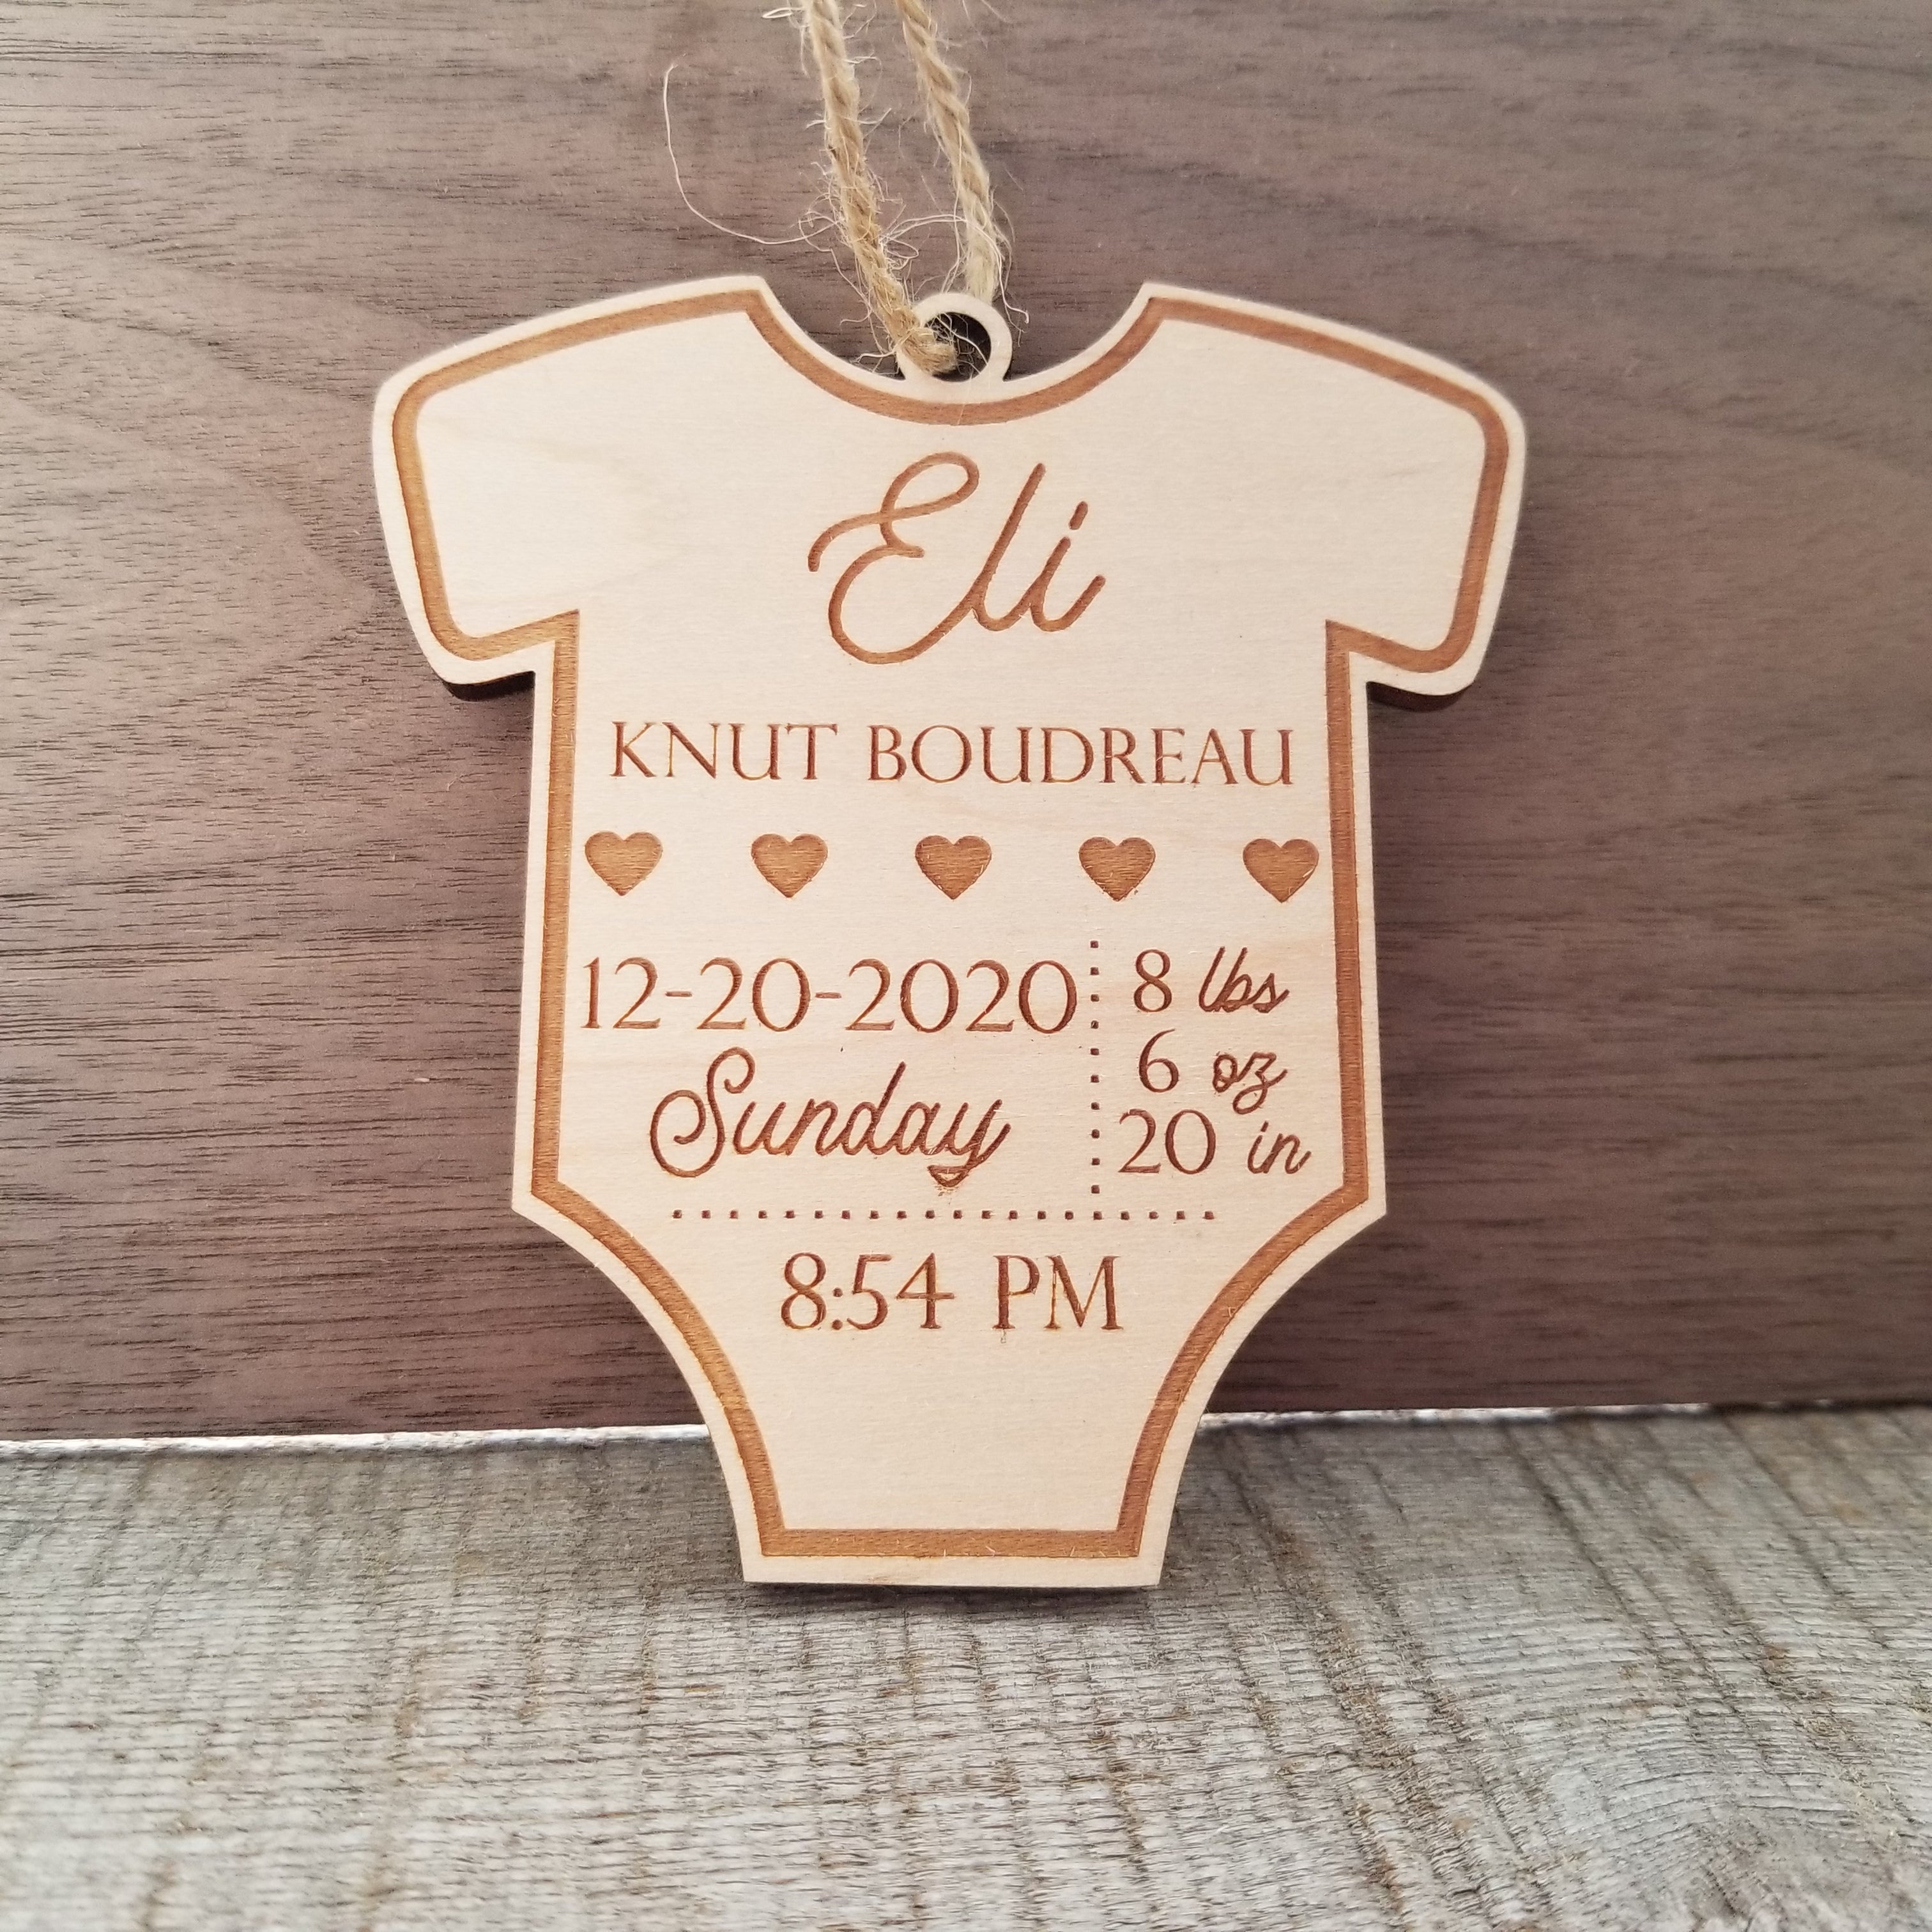 Eli
KNUT BOUDREAU
12-20-2020
Sunday
8 lbs
6 oz
20 in
8:54 PM